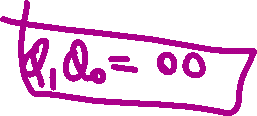 Q₁Q₀ = 00